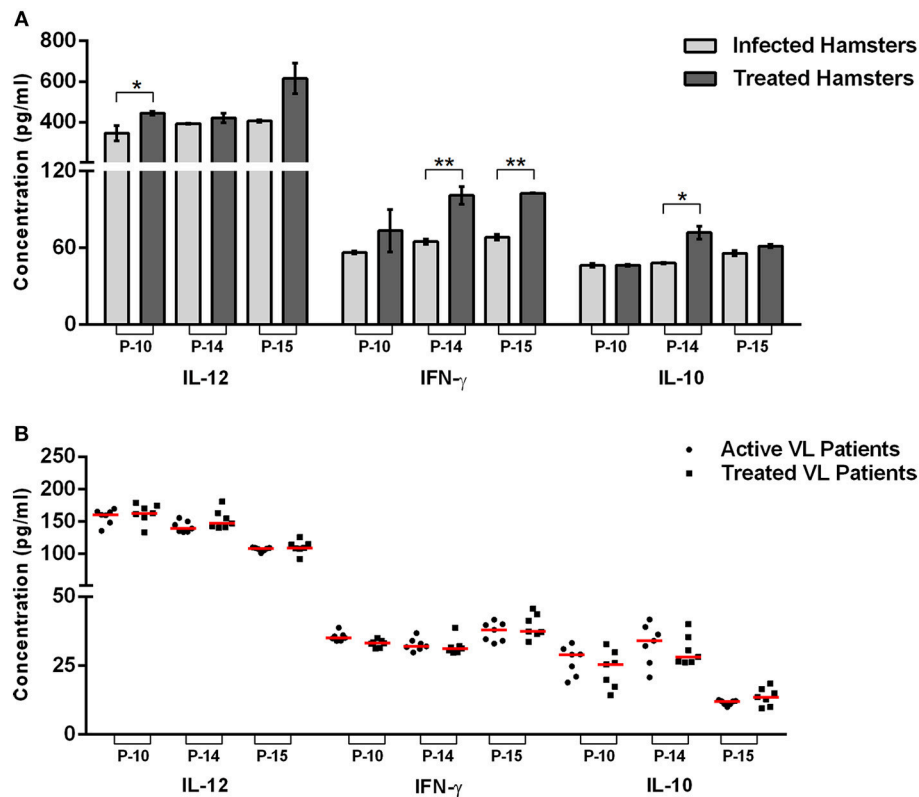 A
Concentration (pg/ml)
800
600
400
120
60
0
Infected Hamsters
Treated Hamsters
*
**
**
*
P-10 P-14 P-15 P-10 P-14 P-15 P-10 P-14 P-15
IL-12 IFN-γ IL-10
B
Concentration (pg/ml)
250
200
150
100
50
25
0
Active VL Patients
Treated VL Patients
P-10 P-14 P-15 P-10 P-14 P-15 P-10 P-14 P-15
IL-12 IFN-γ IL-10